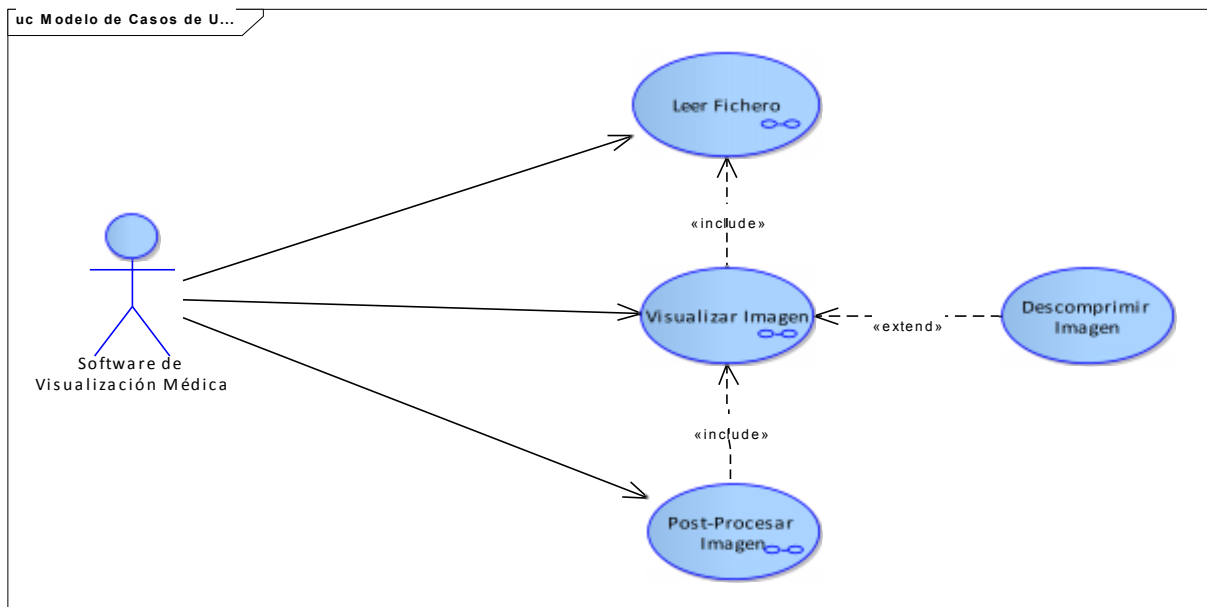 uc Modelo de Casos de U...
Leer Fichero
«include»
Software de
Visualización Médica
Visualizar Imagen
«extend»
Descomprimir
Imagen
«include»
Post-Procesar
Imagen